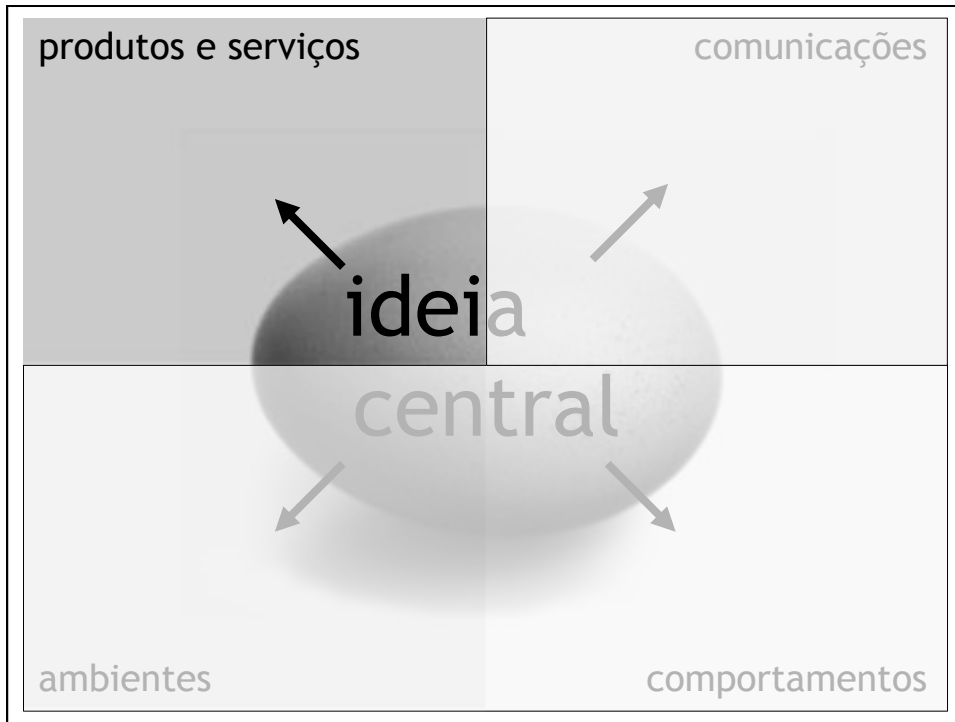 produtos e serviços
comunicações
ideia
central
ambientes
comportamentos